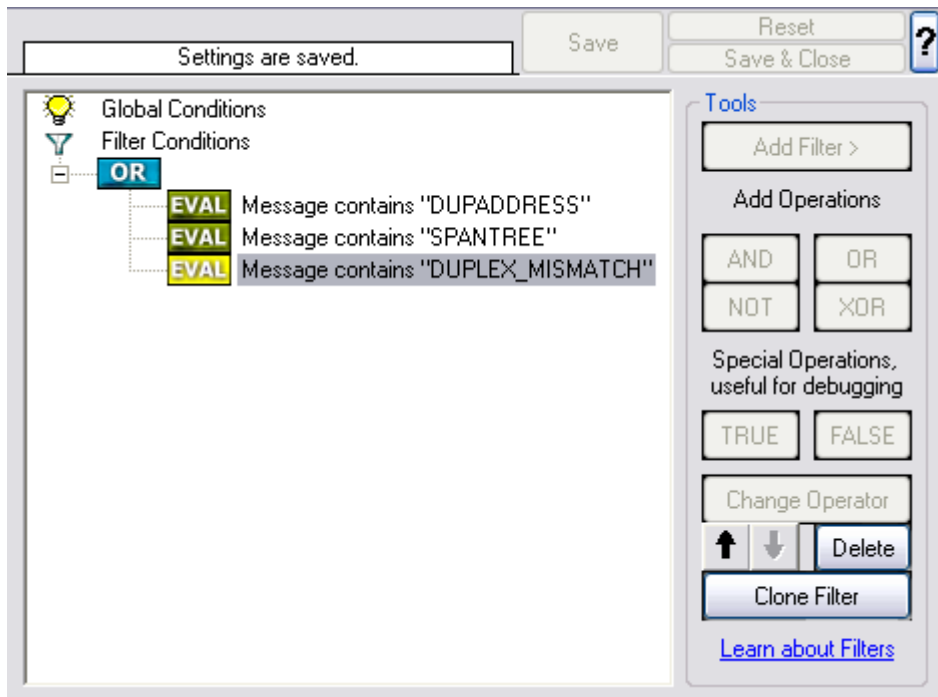 Settings are saved.
Save
Reset
Save & Close
?
Global Conditions
Filter Conditions
OR
EVAL Message contains "DUPADDRESS"
EVAL Message contains "SPANTREE"
EVAL Message contains "DUPLEX_MISMATCH"
Tools
Add Filter >
Add Operations
AND
OR
NOT
XOR
Special Operations,
useful for debugging
TRUE
FALSE
Change Operator
Delete
Clone Filter
Learn about Filters